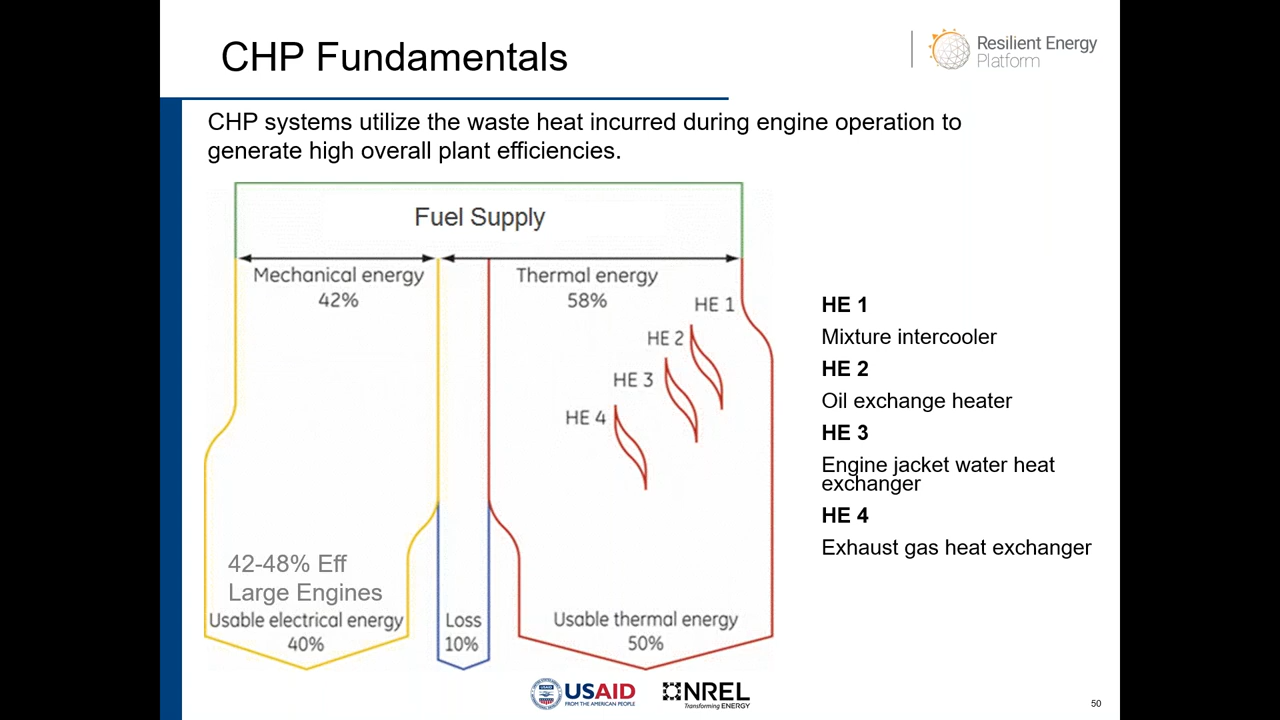 CHP Fundamentals
Resilient Energy
Platform
CHP systems utilize the waste heat incurred during engine operation to
generate high overall plant efficiencies.
Fuel Supply
Mechanical energy
42%
Thermal energy
58%
HE 1
HE 2
HE 3
HE 4
42-48% Eff
Large Engines
Usable electrical energy
40%
Loss
10%
Usable thermal energy
50%
HE 1
Mixture intercooler
HE 2
Oil exchange heater
HE 3
Engine jacket water heat
exchanger
HE 4
Exhaust gas heat exchanger
USAID
FROM THE AMERICAN PEOPLE
NREL
Transforming ENERGY
50